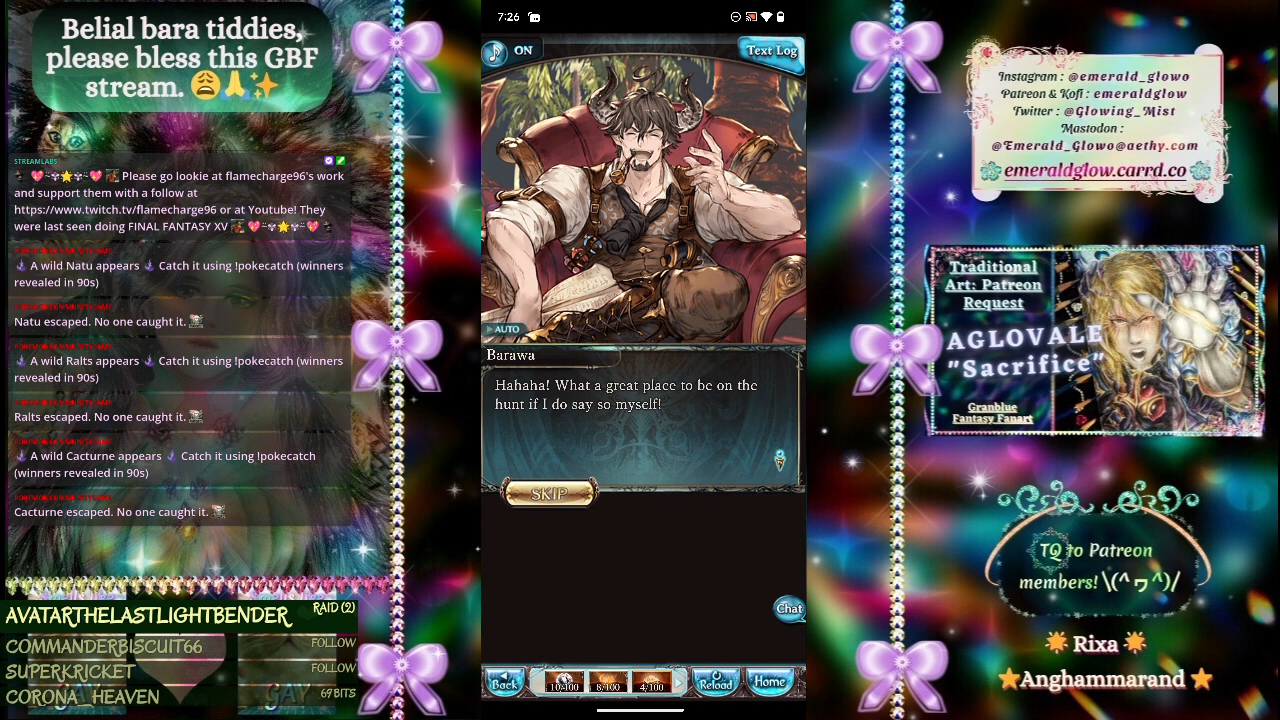 Belial bara tiddies,
please bless this GBF
stream. 😩🙏✨
STREAMLABS
Please go lookie at flamecharge96's work
and support them with a follow at
https://www.twitch.tv/flamecharge96 or at Youtube! They
were last seen doing FINAL FANTASY XV
A wild Natu appears Catch it using !pokecatch (winners
revealed in 90s)
Natu escaped. No one caught it.
A wild Ralts appears Catch it using !pokecatch (winners
revealed in 90s)
Ralts escaped. No one caught it.
A wild Cacturne appears Catch it using !pokecatch
(winners revealed in 90s)
Cacturne escaped. No one caught it.
AVATARTHELASTLIGHTBENDER RAID (2)
COMMANDERBISCUIT66 FOLLOW
SUPERKRICKET FOLLOW
CORONA_HEAVEN 69 BITS
GAY
7:26
ON
Text Log
AUTO
Barawa
Hahaha! What a great place to be on the
hunt if I do say so myself!
SKIP
Chat
Back
10/100
8/100
4/100
Reload
Home
Instagram : @emerald_glowo
Patreon & Kofi : emeraldglow
Twitter : @Glowing_Mist
Mastodon :
@Emerald_Glowo@aethy.com
emeraldglow.carrd.co
Traditional
Art: Patreon
Request
AGLOVALE
"Sacrifice"
Granblue
Fantasy Fanart
TQ to Patreon
members! \(^ヮ^)/
Rixa
Anghammarand